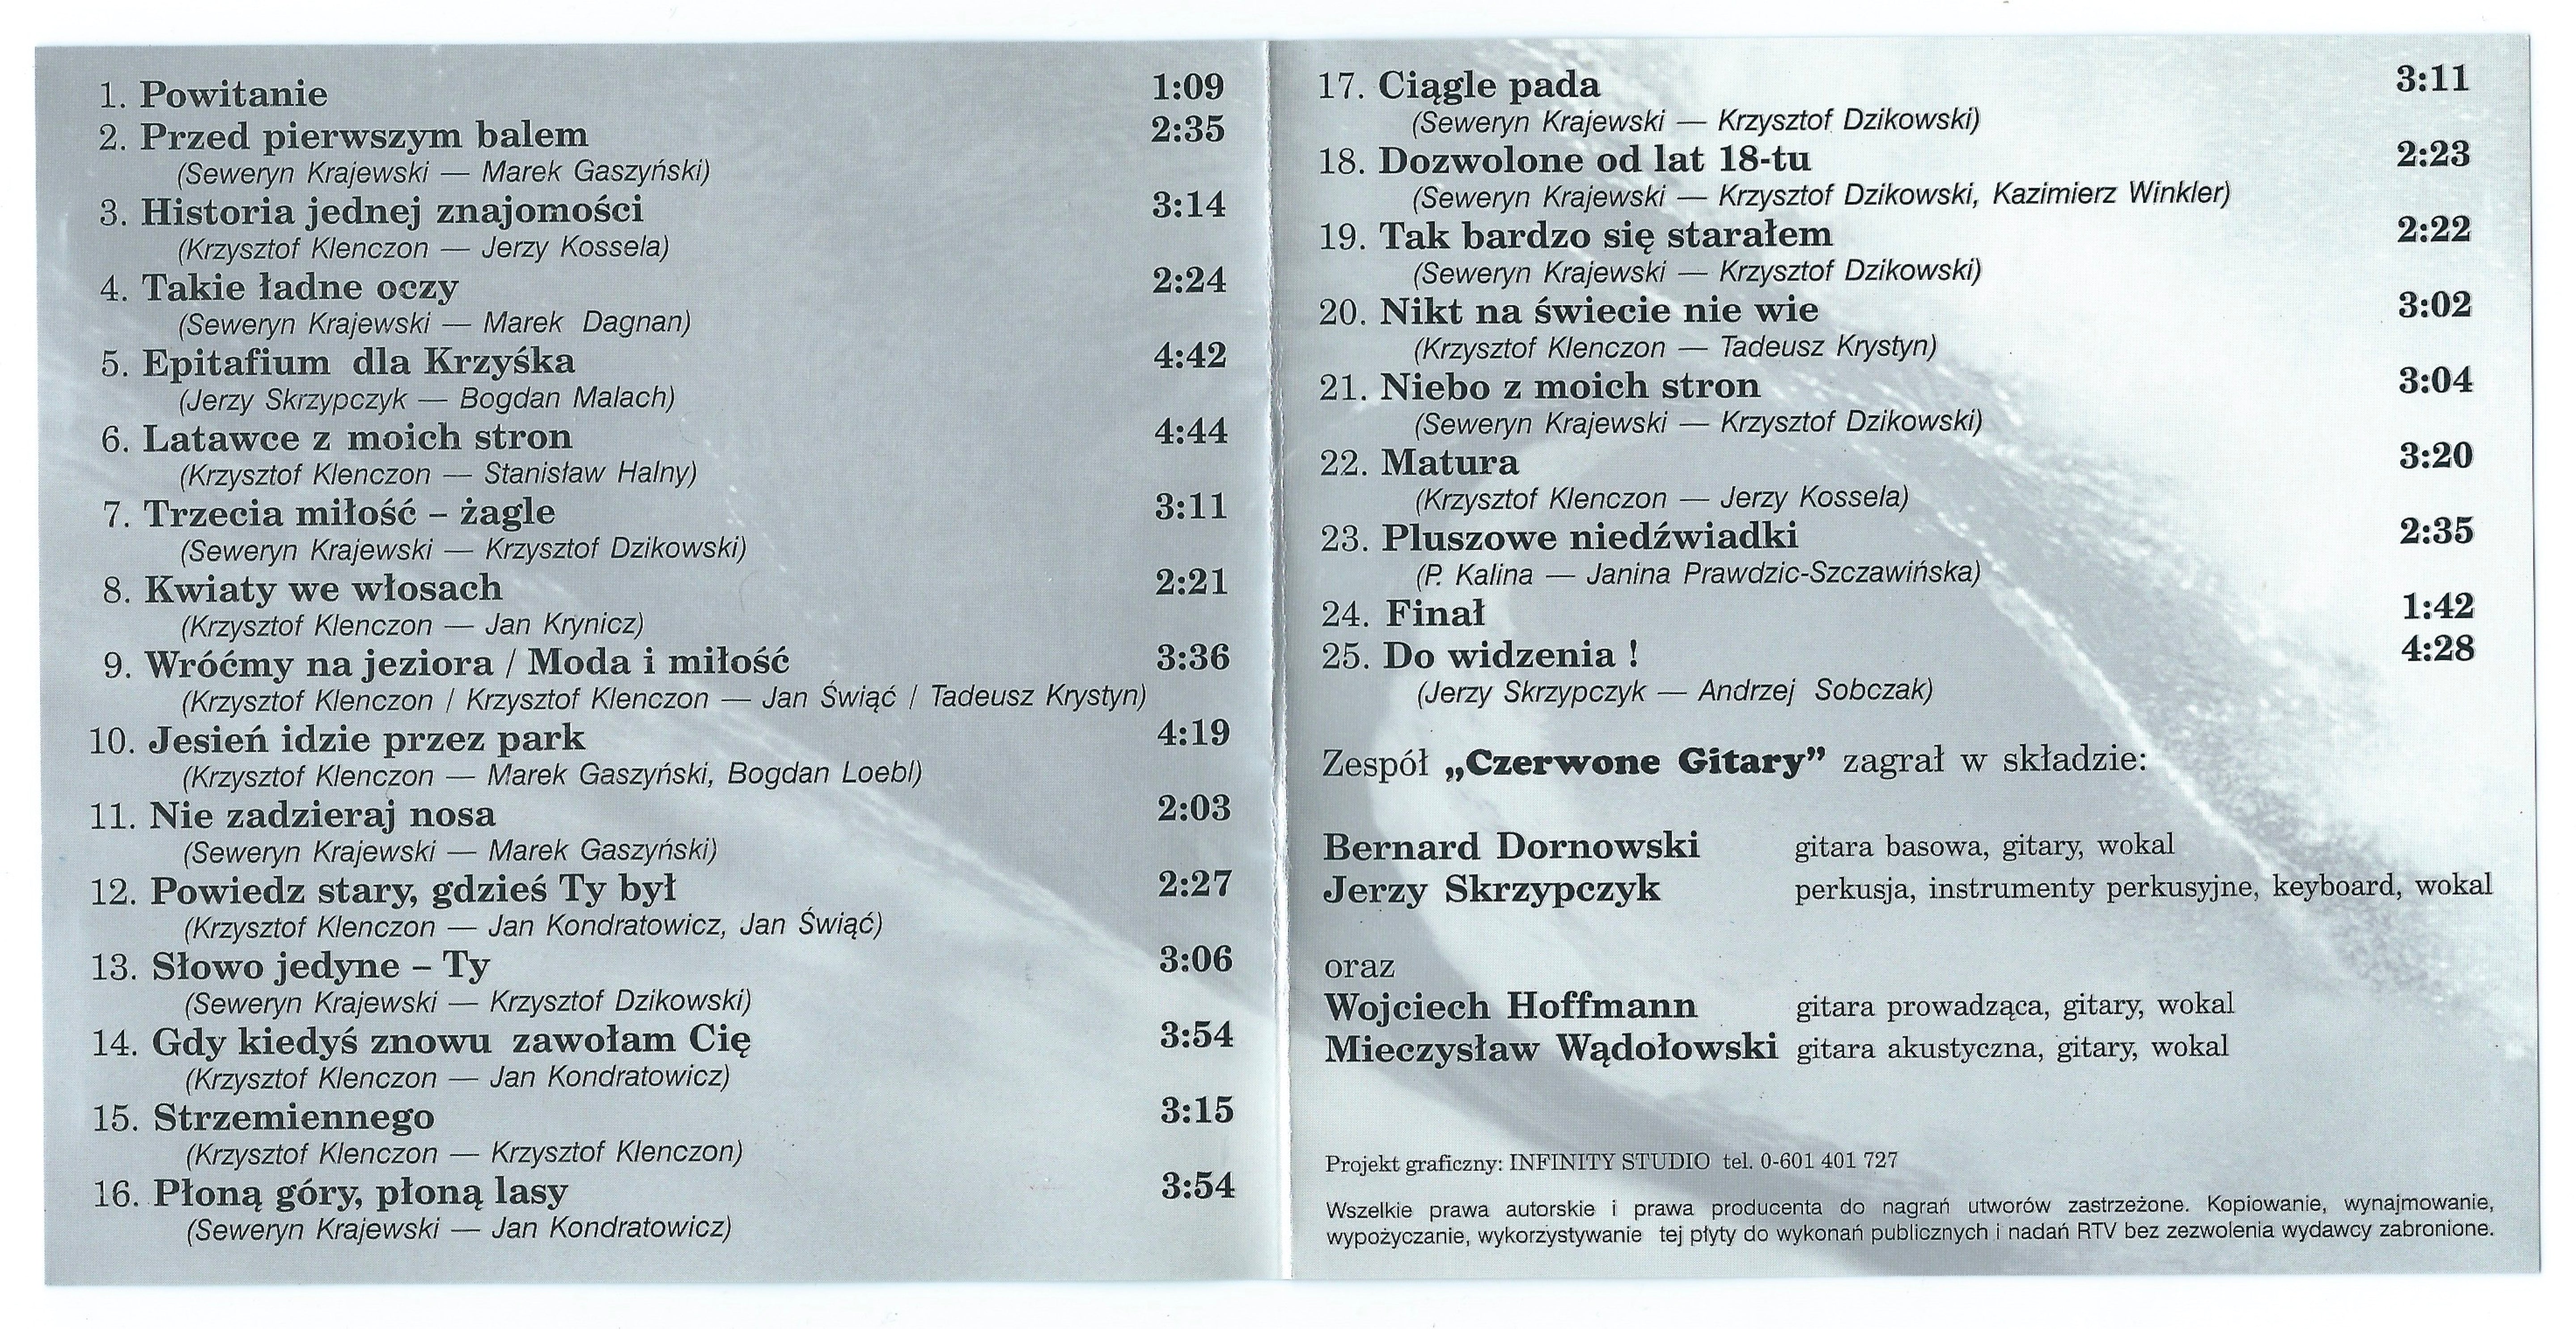 1. Powitanie 1:09
2. Przed pierwszym balem 2:35
(Seweryn Krajewski — Marek Gaszyński)
3. Historia jednej znajomości 3:14
(Krzysztof Klenczon — Jerzy Kossela)
4. Takie ładne oczy 2:24
(Seweryn Krajewski — Marek Dagnan)
5. Epitafium dla Krzyśka 4:42
(Jerzy Skrzypczyk — Bogdan Malach)
6. Latawce z moich stron 4:44
(Krzysztof Klenczon — Stanisław Halny)
7. Trzecia miłość – żagle 3:11
(Seweryn Krajewski — Krzysztof Dzikowski)
8. Kwiaty we włosach 2:21
(Krzysztof Klenczon — Jan Krynicz)
9. Wróćmy na jeziora / Moda i miłość 3:36
(Krzysztof Klenczon / Krzysztof Klenczon — Jan Świąć / Tadeusz Krystyn)
10. Jesień idzie przez park 4:19
(Krzysztof Klenczon — Marek Gaszyński, Bogdan Loebl)
11. Nie zadzieraj nosa 2:03
(Seweryn Krajewski — Marek Gaszyński)
12. Powiedz stary, gdzieś Ty był 2:27
(Krzysztof Klenczon — Jan Kondratowicz, Jan Świąć)
13. Słowo jedyne – Ty 3:06
(Seweryn Krajewski — Krzysztof Dzikowski)
14. Gdy kiedyś znowu zawołam Cię 3:54
(Krzysztof Klenczon — Jan Kondratowicz)
15. Strzemiennego 3:15
(Krzysztof Klenczon — Krzysztof Klenczon)
16. Płoną góry, płoną lasy 3:54
(Seweryn Krajewski — Jan Kondratowicz)
17. Ciągle pada 3:11
(Seweryn Krajewski — Krzysztof Dzikowski)
18. Dozwolone od lat 18-tu 2:23
(Seweryn Krajewski — Krzysztof Dzikowski, Kazimierz Winkler)
19. Tak bardzo się starałem 2:22
(Seweryn Krajewski — Krzysztof Dzikowski)
20. Nikt na świecie nie wie 3:02
(Krzysztof Klenczon — Tadeusz Krystyn)
21. Niebo z moich stron 3:04
(Seweryn Krajewski — Krzysztof Dzikowski)
22. Matura 3:20
(Krzysztof Klenczon — Jerzy Kossela)
23. Pluszowe niedźwiadki 2:35
(P. Kalina — Janina Prawdzic-Szczawińska)
24. Finał 1:42
25. Do widzenia ! 4:28
(Jerzy Skrzypczyk — Andrzej Sobczak)
Zespół „Czerwone Gitary” zagrał w składzie:
Bernard Dornowski gitara basowa, gitary, wokal
Jerzy Skrzypczyk perkusja, instrumenty perkusyjne, keyboard, wokal
oraz
Wojciech Hoffmann gitara prowadząca, gitary, wokal
Mieczysław Wądołowski gitara akustyczna, gitary, wokal
Projekt graficzny: INFINITY STUDIO tel. 0-601 401 727
Wszelkie prawa autorskie i prawa producenta do nagrań utworów zastrzeżone. Kopiowanie, wynajmowanie,
wypożyczanie, wykorzystywanie tej płyty do wykonań publicznych i nadań RTV bez zezwolenia wydawcy zabronione.